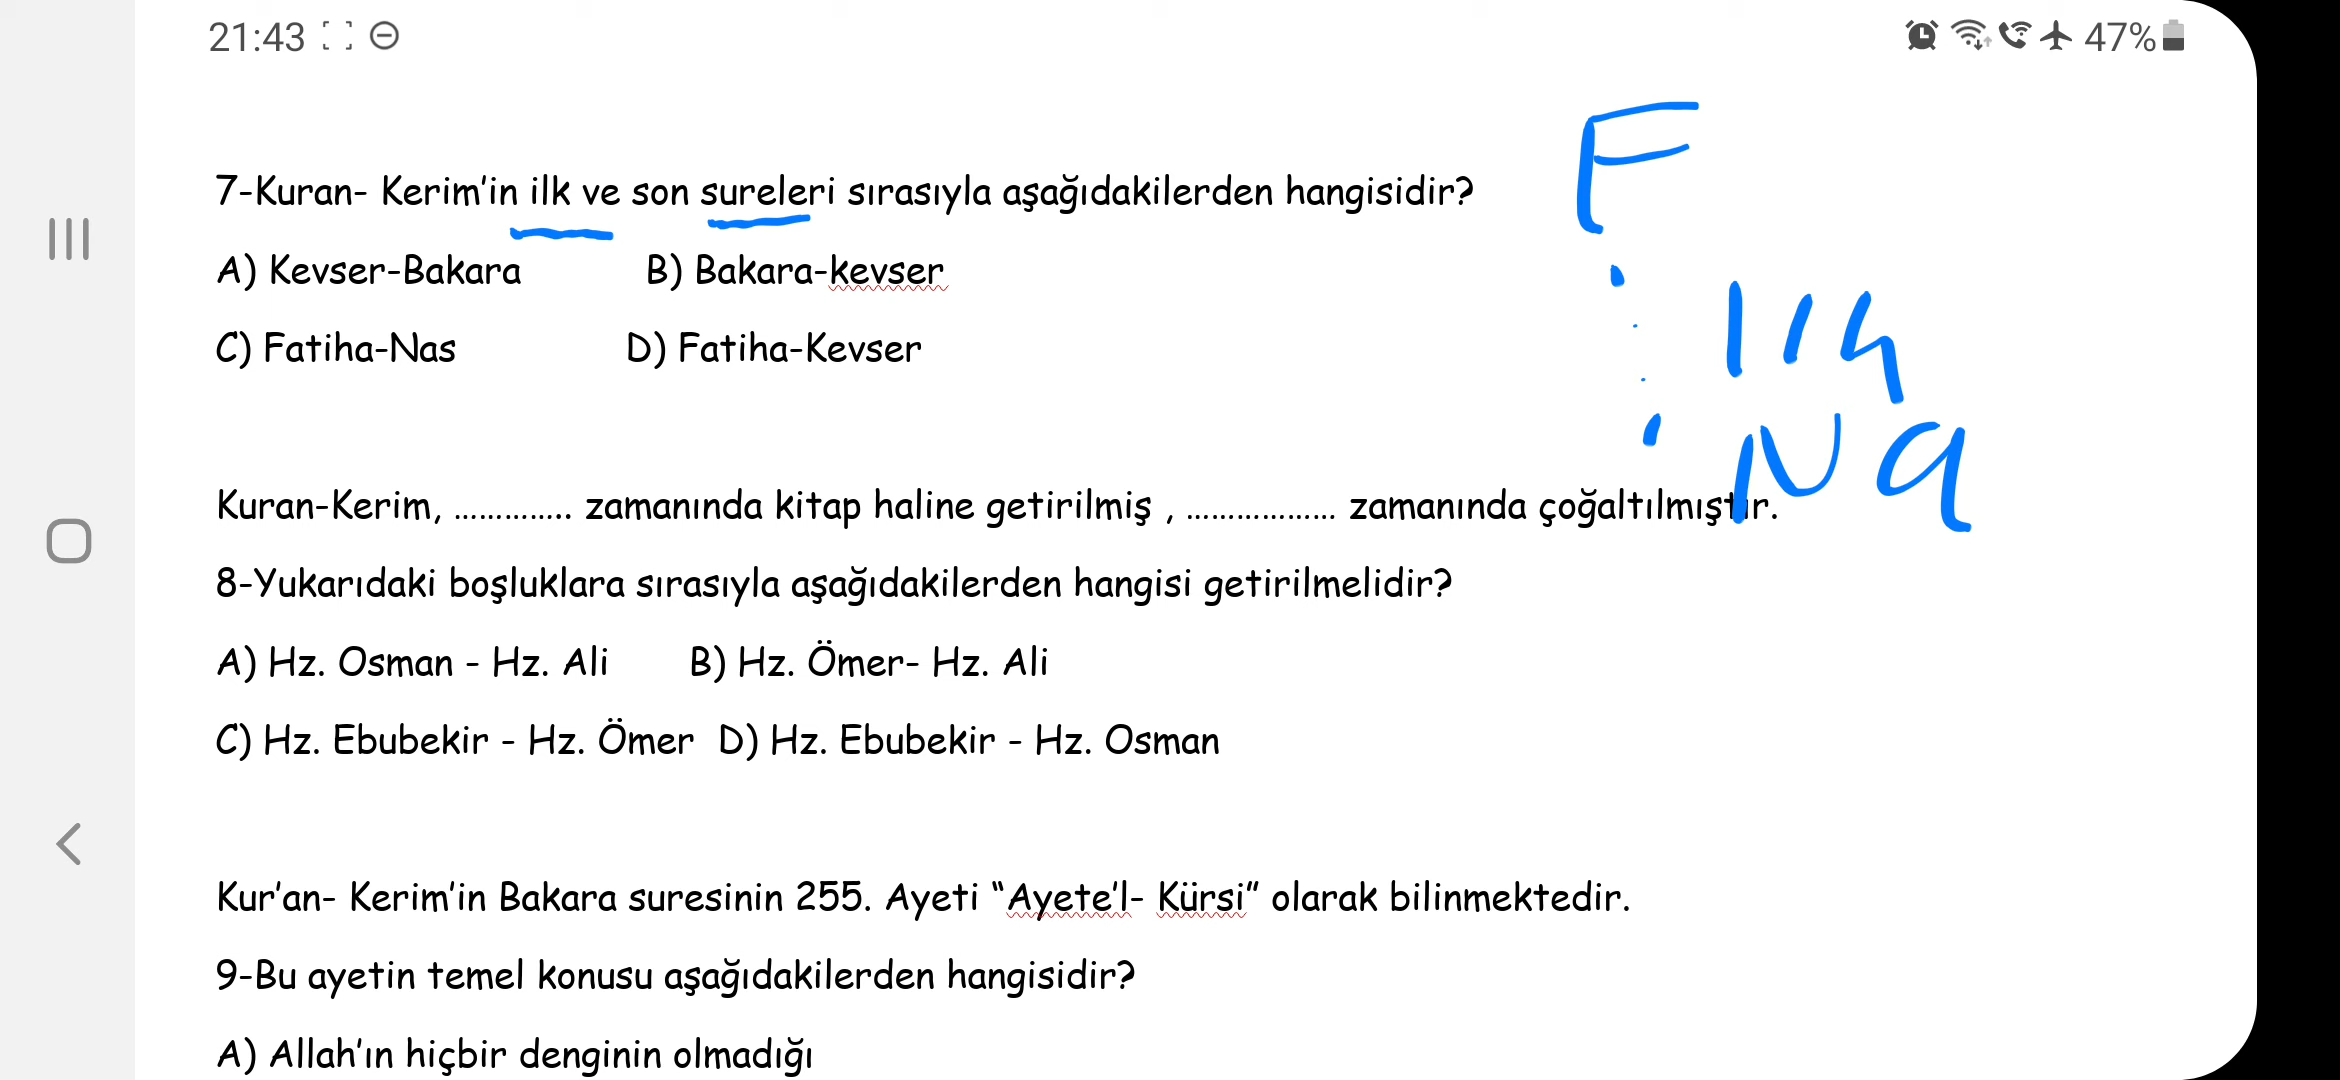 21:43 47%
F
7-Kuran- Kerim'in ilk ve son sureleri sırasıyla aşağıdakilerden hangisidir?
A) Kevser-Bakara B) Bakara-kevser
114
C) Fatiha-Nas D) Fatiha-Kevser
Na
Kuran-Kerim, ............. zamanında kitap haline getirilmiş , .................. zamanında çoğaltılmıştır.
8-Yukarıdaki boşluklara sırasıyla aşağıdakilerden hangisi getirilmelidir?
A) Hz. Osman - Hz. Ali B) Hz. Ömer- Hz. Ali
C) Hz. Ebubekir - Hz. Ömer D) Hz. Ebubekir - Hz. Osman
Kur'an- Kerim'in Bakara suresinin 255. Ayeti “Ayete'l- Kürsi” olarak bilinmektedir.
9-Bu ayetin temel konusu aşağıdakilerden hangisidir?
A) Allah'ın hiçbir denginin olmadığı